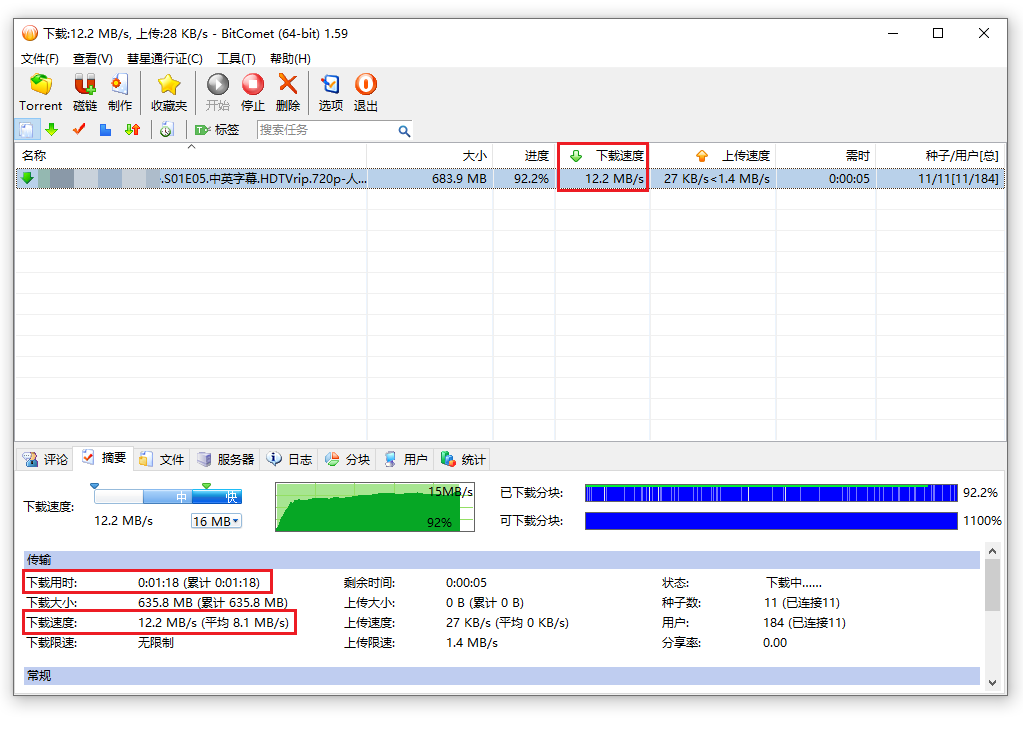 下载:12.2 MB/s, 上传:28 KB/s - BitComet (64-bit) 1.59
文件(F) 查看(V) 彗星通行证(C) 工具(T) 帮助(H)
Torrent 磁链 制作 收藏夹 开始 停止 删除 选项 退出
标签 搜索任务
名称 大小 进度 下载速度 上传速度 需时 种子/用户[总]
.S01E05.中英字幕.HDTVrip.720p-人... 683.9 MB 92.2% 12.2 MB/s 27 KB/s<1.4 MB/s 0:00:05 11/11[11/184]
评论 摘要 文件 服务器 日志 分块 用户 统计
下载速度: 中 快 15MB/s 已下载分块: 92.2%
12.2 MB/s 16 MB 92% 可下载分块: 1100%
传输
下载用时: 0:01:18 (累计 0:01:18) 剩余时间: 0:00:05 状态: 下载中......
下载大小: 635.8 MB (累计 635.8 MB) 上传大小: 0 B (累计 0 B) 种子数: 11 (已连接11)
下载速度: 12.2 MB/s (平均 8.1 MB/s) 上传速度: 27 KB/s (平均 0 KB/s) 用户: 184 (已连接11)
下载限速: 无限制 上传限速: 1.4 MB/s 分享率: 0.00
常规